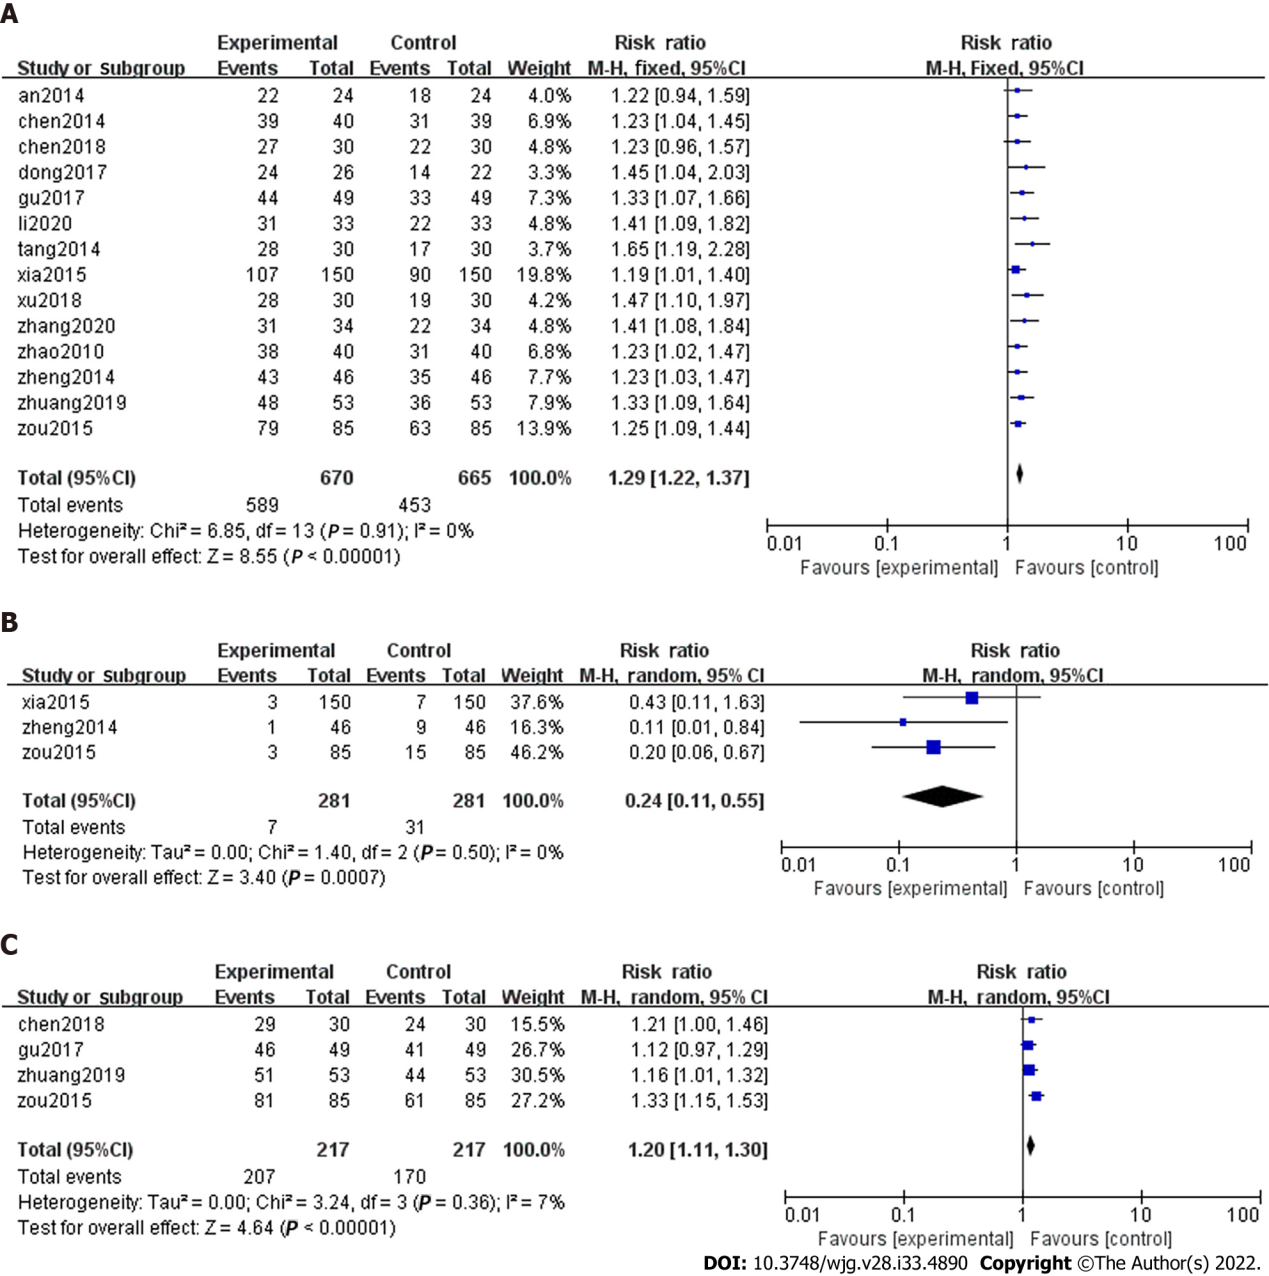 A
Experimental Control Risk ratio Risk ratio
Study or subgroup Events Total Events Total Weight M-H, fixed, 95%CI M-H, Fixed, 95%CI
an2014 22 24 18 24 4.0% 1.22 [0.94, 1.59]
chen2014 39 40 31 39 6.9% 1.23 [1.04, 1.45]
chen2018 27 30 22 30 4.8% 1.23 [0.96, 1.57]
dong2017 24 26 14 22 3.3% 1.45 [1.04, 2.03]
gu2017 44 49 33 49 7.3% 1.33 [1.07, 1.66]
li2020 31 33 22 33 4.8% 1.41 [1.09, 1.82]
tang2014 28 30 17 30 3.7% 1.65 [1.19, 2.28]
xia2015 107 150 90 150 19.8% 1.19 [1.01, 1.40]
xu2018 28 30 19 30 4.2% 1.47 [1.10, 1.97]
zhang2020 31 34 22 34 4.8% 1.41 [1.08, 1.84]
zhao2010 38 40 31 40 6.8% 1.23 [1.02, 1.47]
zheng2014 43 46 35 46 7.7% 1.23 [1.03, 1.47]
zhuang2019 48 53 36 53 7.9% 1.33 [1.09, 1.64]
zou2015 79 85 63 85 13.9% 1.25 [1.09, 1.44]
Total (95%CI) 670 665 100.0% 1.29 [1.22, 1.37]
Total events 589 453
Heterogeneity: Chi² = 6.85, df = 13 (P = 0.91); I² = 0%
Test for overall effect: Z = 8.55 (P < 0.00001)
0.01 0.1 1 10 100
Favours [experimental] Favours [control]
B
Experimental Control Risk ratio Risk ratio
Study or subgroup Events Total Events Total Weight M-H, random, 95% CI M-H, random, 95%CI
xia2015 3 150 7 150 37.6% 0.43 [0.11, 1.63]
zheng2014 1 46 9 46 16.3% 0.11 [0.01, 0.84]
zou2015 3 85 15 85 46.2% 0.20 [0.06, 0.67]
Total (95%CI) 281 281 100.0% 0.24 [0.11, 0.55]
Total events 7 31
Heterogeneity: Tau² = 0.00; Chi² = 1.40, df = 2 (P = 0.50); I² = 0%
Test for overall effect: Z = 3.40 (P = 0.0007)
0.01 0.1 1 10 100
Favours [experimental] Favours [control]
C
Experimental Control Risk ratio Risk ratio
Study or subgroup Events Total Events Total Weight M-H, random, 95% CI M-H, random, 95%CI
chen2018 29 30 24 30 15.5% 1.21 [1.00, 1.46]
gu2017 46 49 41 49 26.7% 1.12 [0.97, 1.29]
zhuang2019 51 53 44 53 30.5% 1.16 [1.01, 1.32]
zou2015 81 85 61 85 27.2% 1.33 [1.15, 1.53]
Total (95%CI) 217 217 100.0% 1.20 [1.11, 1.30]
Total events 207 170
Heterogeneity: Tau² = 0.00; Chi² = 3.24, df = 3 (P = 0.36); I² = 7%
Test for overall effect: Z = 4.64 (P < 0.00001)
0.01 0.1 1 10 100
Favours [experimental] Favours [control]
DOI: 10.3748/wjg.v28.i33.4890 Copyright ©The Author(s) 2022.